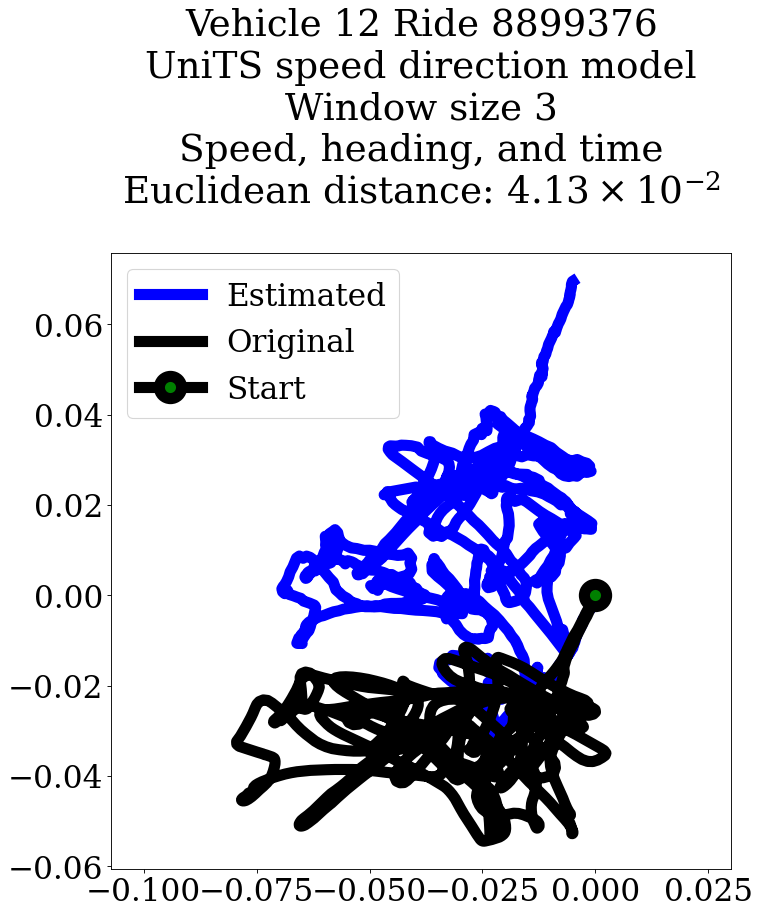 Vehicle 12 Ride 8899376
UniTS speed direction model
Window size 3
Speed, heading, and time
Euclidean distance: $4.13 × 10^{-2}$
Estimated
Original
Start
0.06
0.04
0.02
0.00
−0.02
−0.04
−0.06
−0.100 −0.075 −0.050 −0.025 0.000 0.025